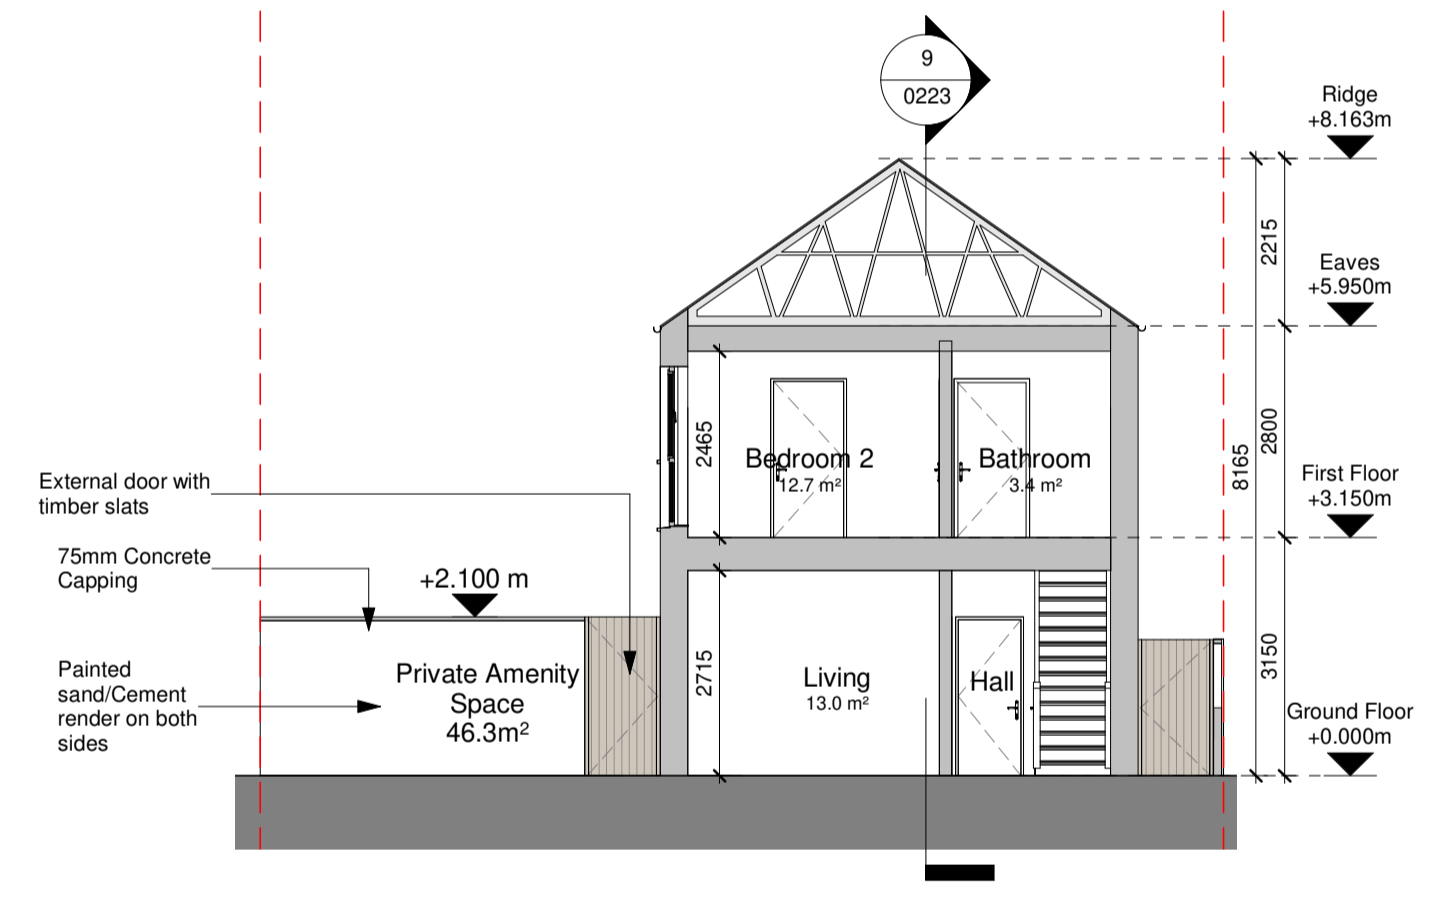 9
0223
Ridge
+8.163m
2215
Eaves
+5.950m
2800
8165
First Floor
+3.150m
3150
Ground Floor
+0.000m
2465
Bedroom 2
12.7 m²
Bathroom
3.4 m²
External door with
timber slats
75mm Concrete
Capping
+2.100 m
Painted
sand/Cement
render on both
sides
Private Amenity
Space
46.3m²
2715
Living
13.0 m²
Hall